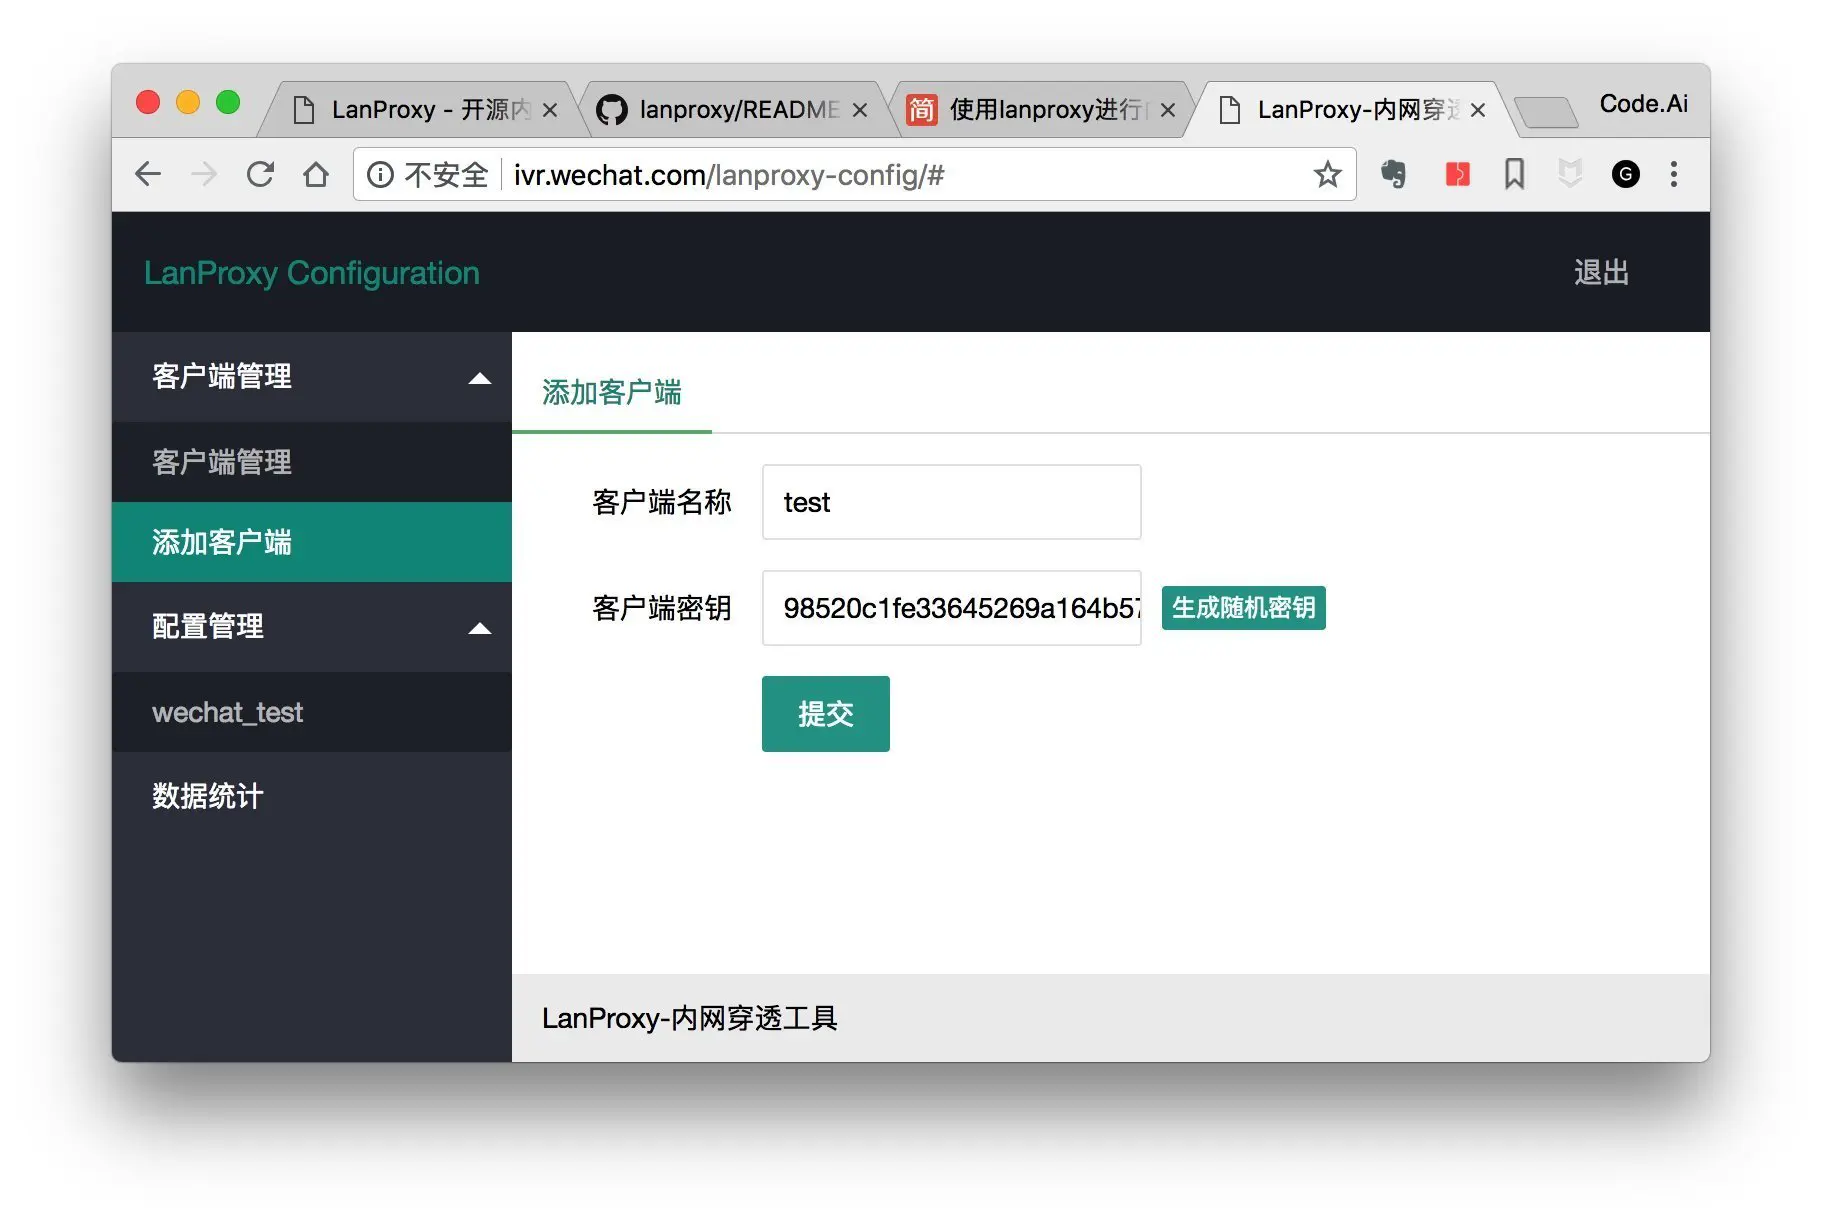 LanProxy - 开源内
lanproxy/README
使用lanproxy进行
LanProxy-内网穿透
Code.Ai
不安全
ivr.wechat.com/lanproxy-config/#
G
LanProxy Configuration
退出
客户端管理
客户端管理
添加客户端
配置管理
wechat_test
数据统计
添加客户端
客户端名称
test
客户端密钥
98520c1fe33645269a164b57
生成随机密钥
提交
LanProxy-内网穿透工具